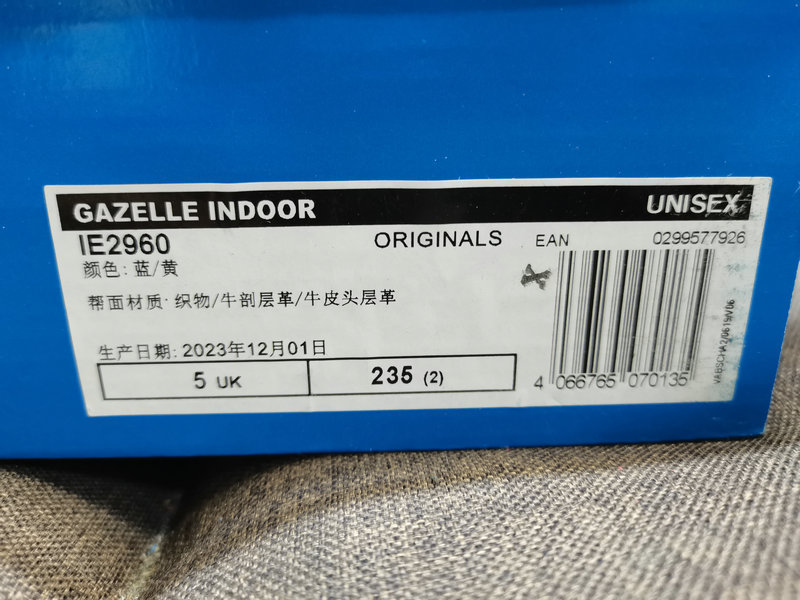 GAZELLE INDOOR UNISEX
IE2960 ORIGINALS EAN 0299577926
颜色: 蓝/黄
帮面材质: 织物/牛剖层革/牛皮头层革
生产日期: 2023年12月01日
5 UK 235 (2)
4 066765 070135